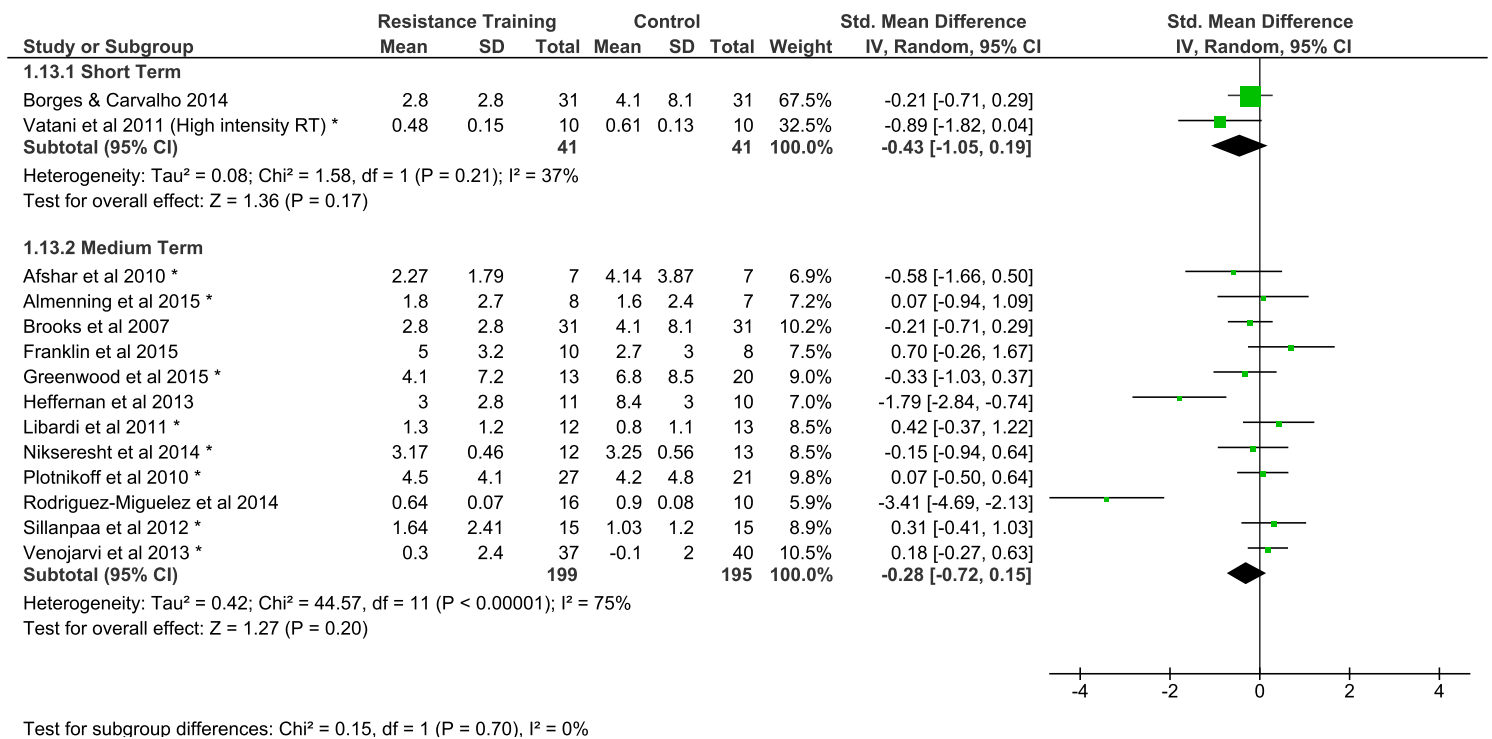 Resistance Training Control Std. Mean Difference Std. Mean Difference
Study or Subgroup Mean SD Total Mean SD Total Weight IV, Random, 95% CI IV, Random, 95% CI
1.13.1 Short Term
Borges & Carvalho 2014 2.8 2.8 31 4.1 8.1 31 67.5% -0.21 [-0.71, 0.29]
Vatani et al 2011 (High intensity RT) * 0.48 0.15 10 0.61 0.13 10 32.5% -0.89 [-1.82, 0.04]
Subtotal (95% CI) 41 41 100.0% -0.43 [-1.05, 0.19]
Heterogeneity: Tau² = 0.08; Chi² = 1.58, df = 1 (P = 0.21); I² = 37%
Test for overall effect: Z = 1.36 (P = 0.17)
1.13.2 Medium Term
Afshar et al 2010 * 2.27 1.79 7 4.14 3.87 7 6.9% -0.58 [-1.66, 0.50]
Almenning et al 2015 * 1.8 2.7 8 1.6 2.4 7 7.2% 0.07 [-0.94, 1.09]
Brooks et al 2007 2.8 2.8 31 4.1 8.1 31 10.2% -0.21 [-0.71, 0.29]
Franklin et al 2015 5 3.2 10 2.7 3 8 7.5% 0.70 [-0.26, 1.67]
Greenwood et al 2015 * 4.1 7.2 13 6.8 8.5 20 9.0% -0.33 [-1.03, 0.37]
Heffernan et al 2013 3 2.8 11 8.4 3 10 7.0% -1.79 [-2.84, -0.74]
Libardi et al 2011 * 1.3 1.2 12 0.8 1.1 13 8.5% 0.42 [-0.37, 1.22]
Nikseresht et al 2014 * 3.17 0.46 12 3.25 0.56 13 8.5% -0.15 [-0.94, 0.64]
Plotnikoff et al 2010 * 4.5 4.1 27 4.2 4.8 21 9.8% 0.07 [-0.50, 0.64]
Rodriguez-Miguelez et al 2014 0.64 0.07 16 0.9 0.08 10 5.9% -3.41 [-4.69, -2.13]
Sillanpaa et al 2012 * 1.64 2.41 15 1.03 1.2 15 8.9% 0.31 [-0.41, 1.03]
Venojarvi et al 2013 * 0.3 2.4 37 -0.1 2 40 10.5% 0.18 [-0.27, 0.63]
Subtotal (95% CI) 199 195 100.0% -0.28 [-0.72, 0.15]
Heterogeneity: Tau² = 0.42; Chi² = 44.57, df = 11 (P < 0.00001); I² = 75%
Test for overall effect: Z = 1.27 (P = 0.20)
-4 -2 0 2 4
Test for subgroup differences: Chi² = 0.15, df = 1 (P = 0.70), I² = 0%